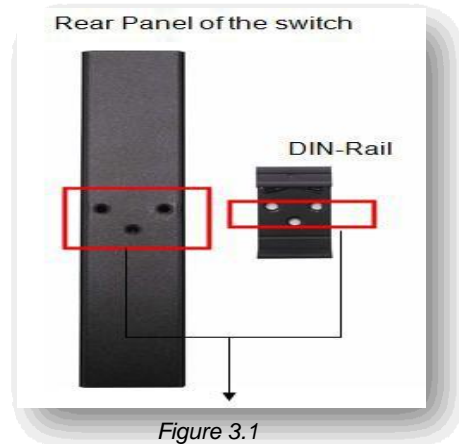 Rear Panel of the switch
DIN-Rail
Figure 3.1